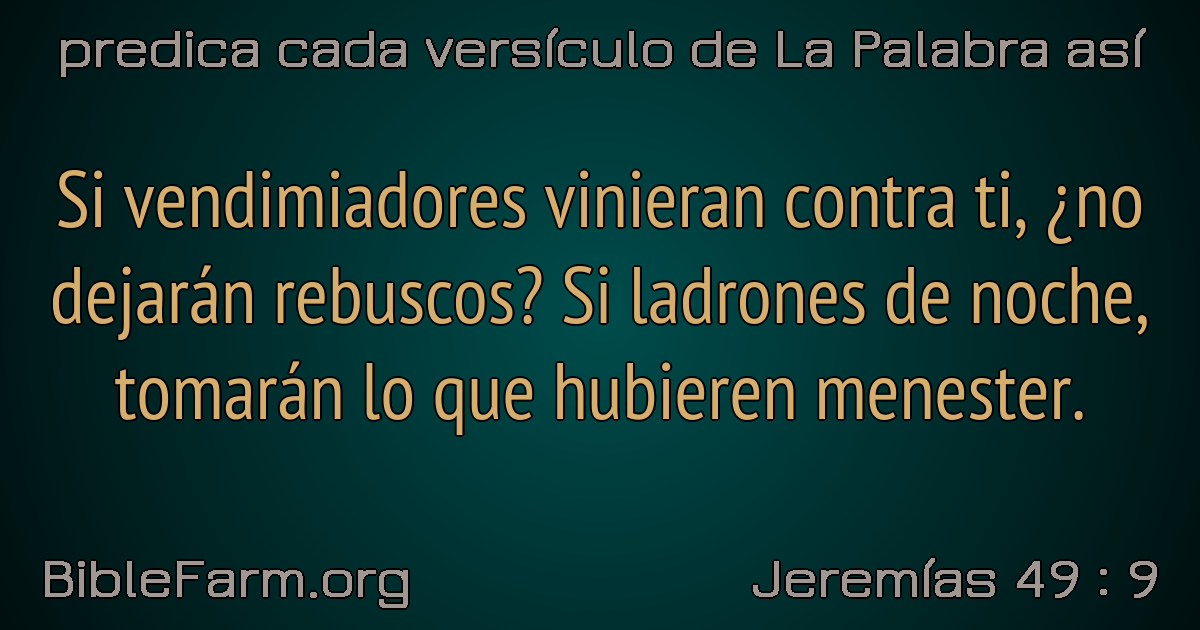 predica cada versículo de La Palabra así
Si vendimiadores vinieran contra ti, ¿no
dejarán rebuscos? Si ladrones de noche,
tomarán lo que hubieren menester.
BibleFarm.org
Jeremías 49 : 9